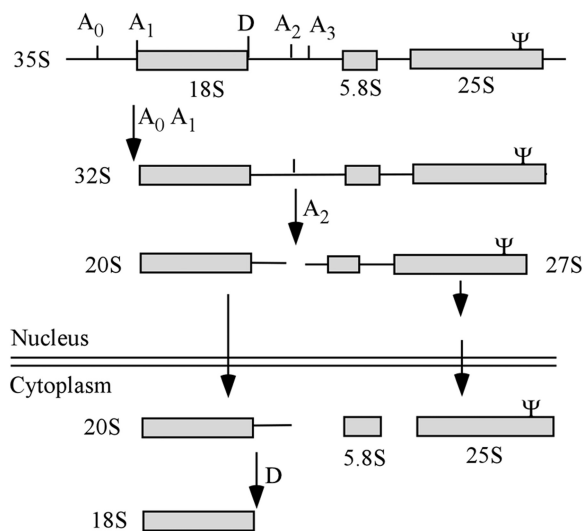 A0 A1 D A2 A3
35S Ψ
18S 5.8S 25S
A0 A1
32S Ψ
A2
20S Ψ 27S
Nucleus
Cytoplasm
20S Ψ
5.8S 25S
D
18S